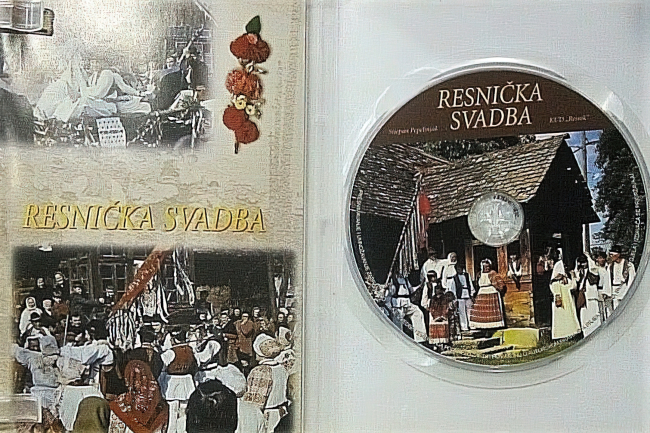 RESNIČKA SVADBA
RESNIČKA
SVADBA
Stjepan Pepelnjak
KUD „Resnik“